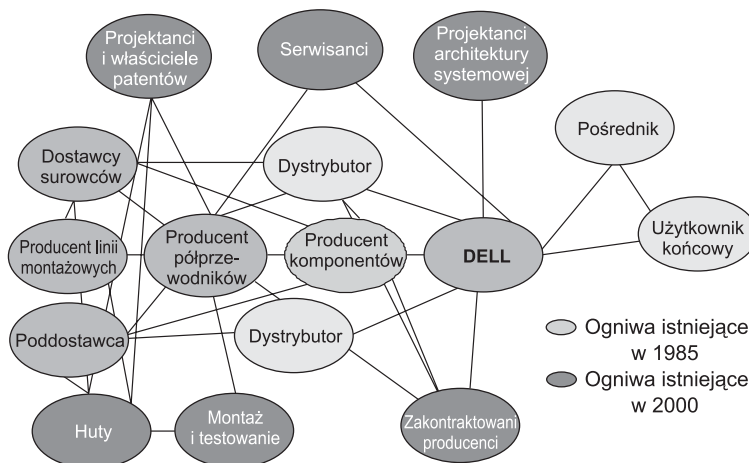 Projektanci
i właściciele
patentów
Serwisanci
Projektanci
architektury
systemowej
Pośrednik
Dostawcy
surowców
Dystrybutor
Użytkownik
końcowy
Producent linii
montażowych
Producent
półprze-
wodników
Producent
komponentów
DELL
Poddostawca
Dystrybutor
Ogniwa istniejące
w 1985
Ogniwa istniejące
w 2000
Huty
Montaż
i testowanie
Zakontraktowani
producenci